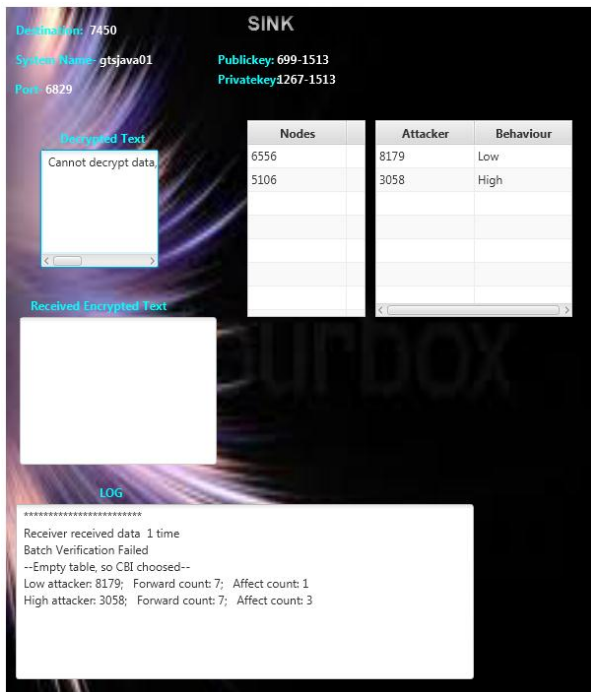 SINK
Destination: 7450
System Name- gtsjava01
Publickey: 699-1513
Privatekey:1267-1513
Port- 6829
Decrypted Text
Cannot decrypt data,
Nodes
6556
5106
Attacker Behaviour
8179 Low
3058 High
Received Encrypted Text
urbox
LOG
************************
Receiver received data 1 time
Batch Verification Failed
--Empty table, so CBI choosed--
Low attacker: 8179; Forward count: 7; Affect count: 1
High attacker: 3058; Forward count: 7; Affect count: 3